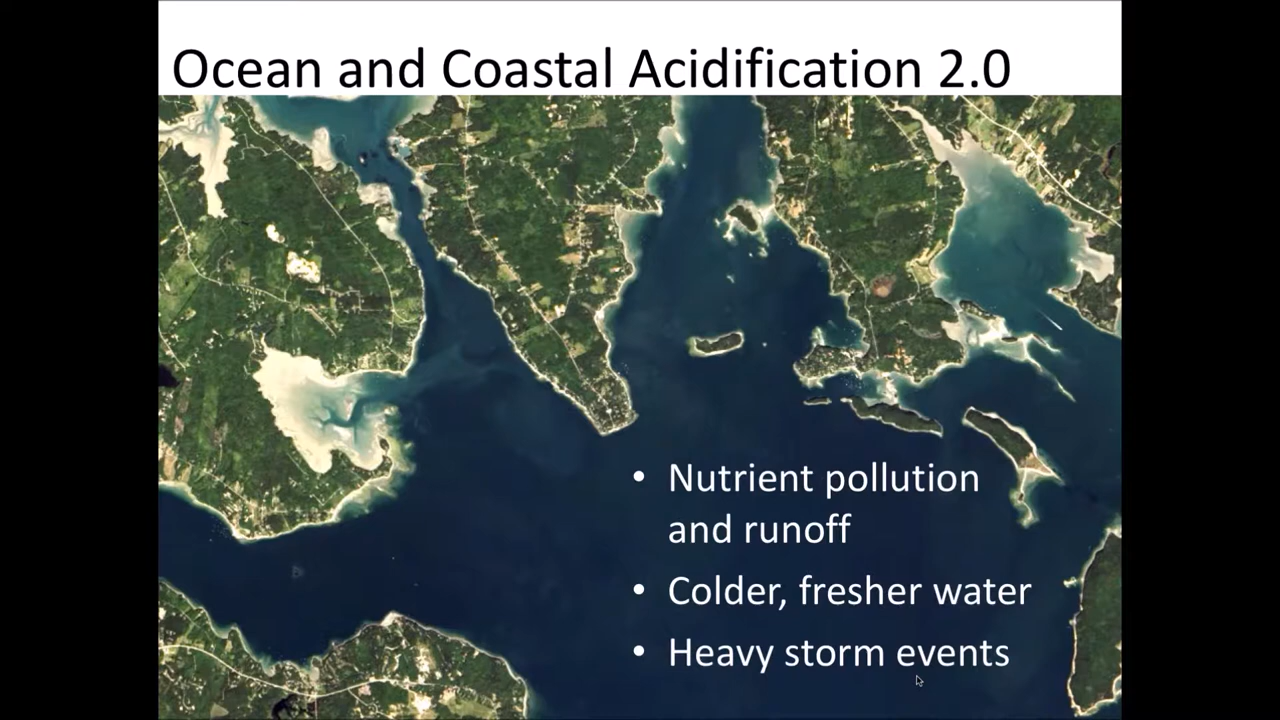 Ocean and Coastal Acidification 2.0
• Nutrient pollution
and runoff
• Colder, fresher water
• Heavy storm events